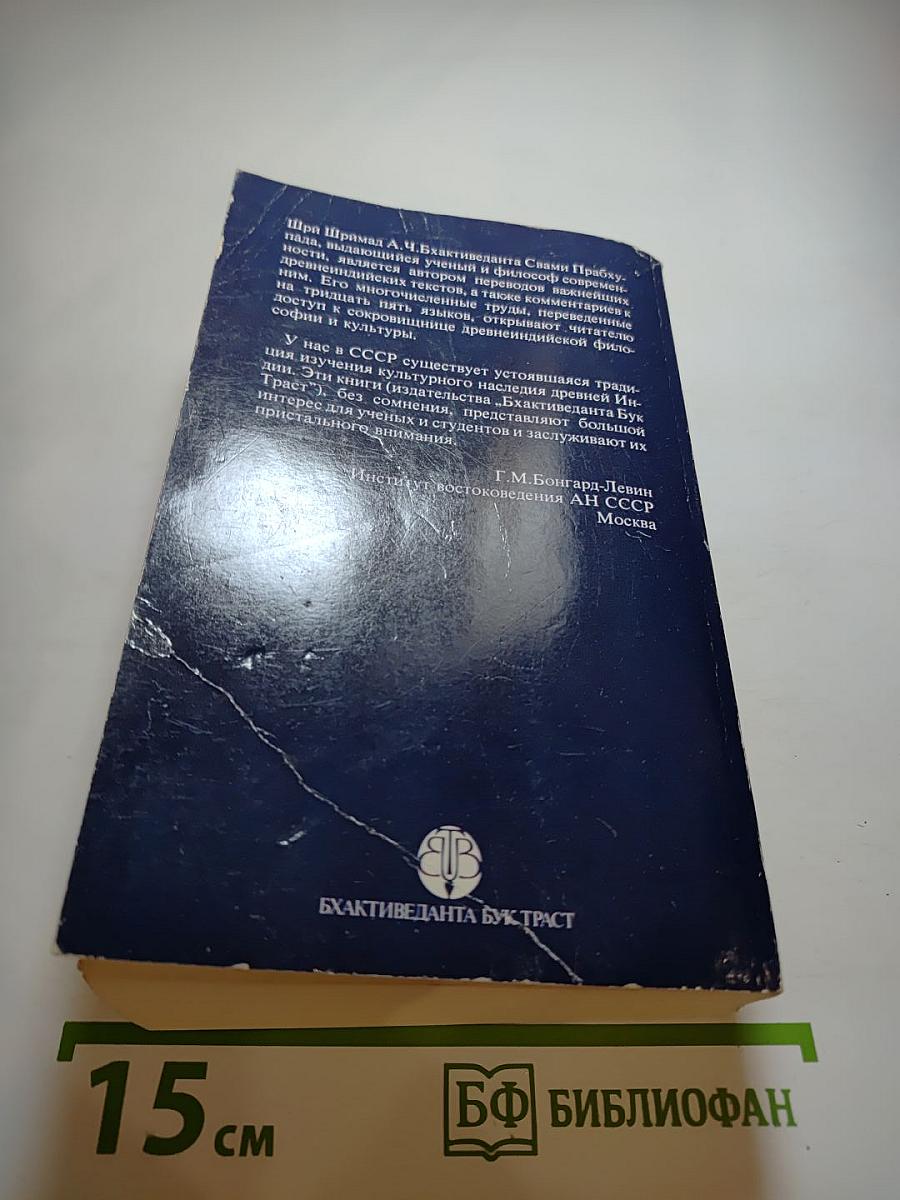 Шри Шримад А.Ч.Бхактиведанта Свами Прабху-
пада, выдающийся ученый и философ современ-
ности, является автором переводов важнейших
древнеиндийских текстов, а также комментариев к
ним. Его многочисленные труды, переведенные
на тридцать пять языков, открывают читателю
доступ к сокровищнице древнеиндийской фило-
софии и культуры.
У нас в СССР существует устоявшаяся тради-
ция изучения культурного наследия древней Ин-
дии. Эти книги (издательства „Бхактиведанта Бук
Траст”), без сомнения, представляют большой
интерес для ученых и студентов и заслуживают их
пристального внимания.
Г.М.Бонгард-Левин
Институт востоковедения АН СССР
Москва
BTB
БХАКТИВЕДАНТА БУК ТРАСТ
15 см
БФ БИБЛИОФАН